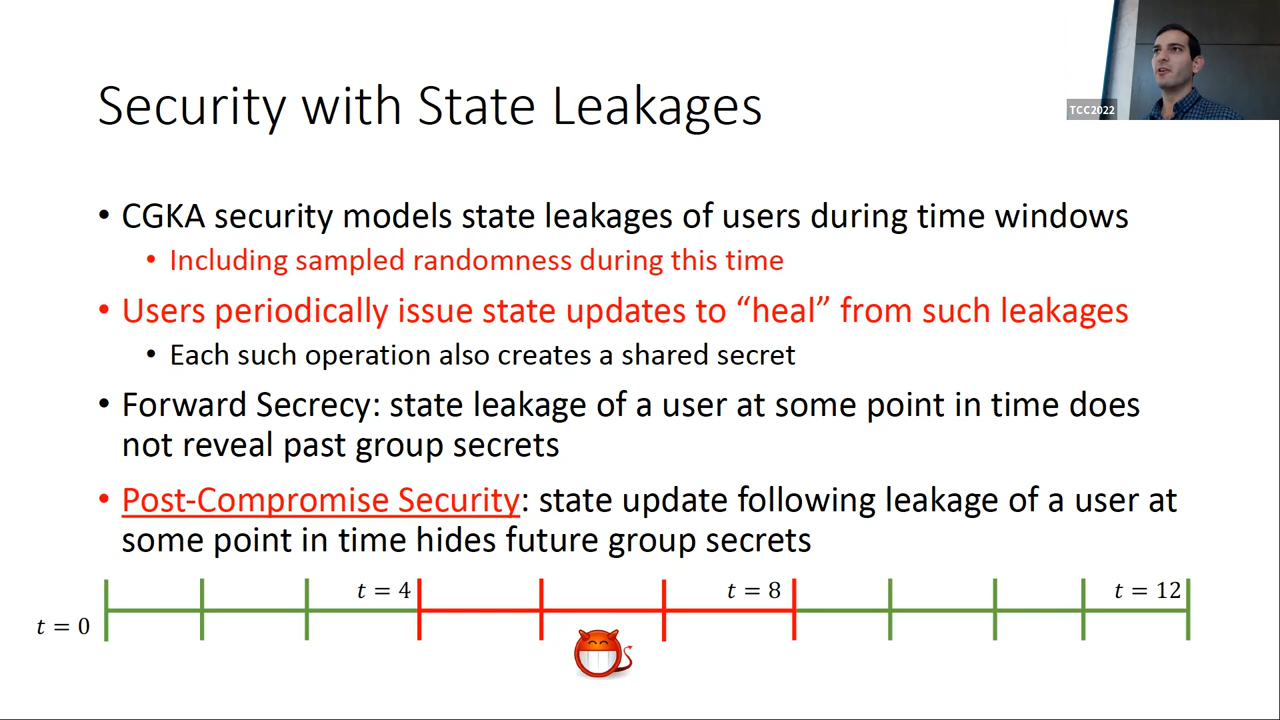 TCC2022
Security with State Leakages
• CGKA security models state leakages of users during time windows
• Including sampled randomness during this time
• Users periodically issue state updates to “heal” from such leakages
• Each such operation also creates a shared secret
• Forward Secrecy: state leakage of a user at some point in time does
not reveal past group secrets
• Post-Compromise Security: state update following leakage of a user at
some point in time hides future group secrets
t = 0
t = 4
t = 8
t = 12